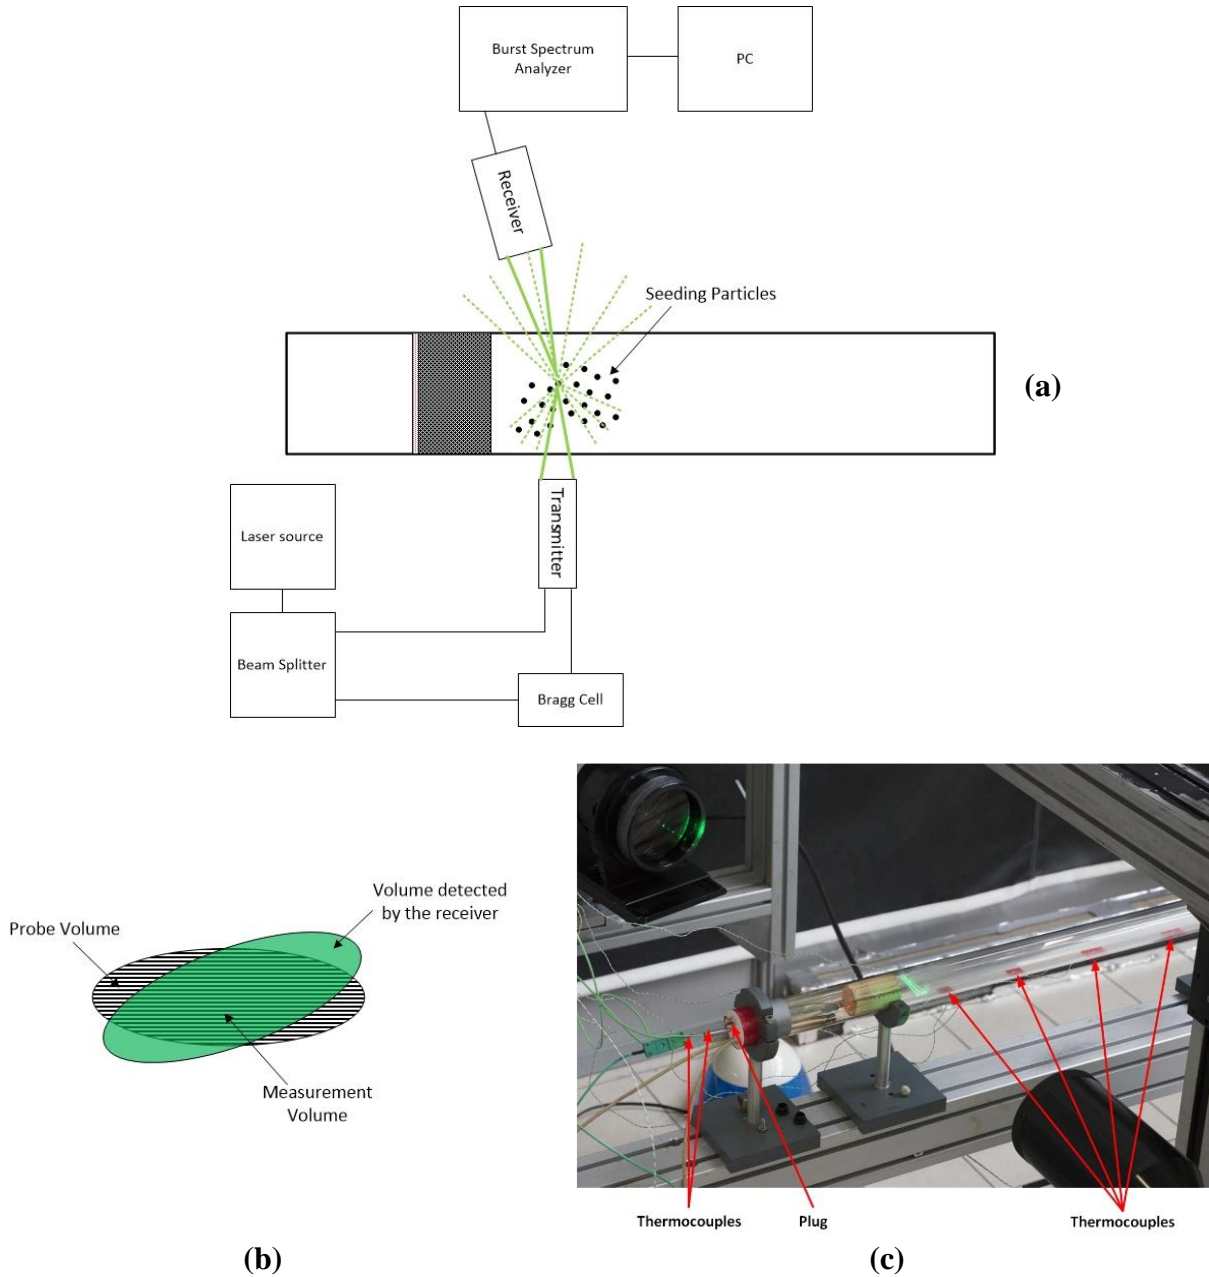 Burst Spectrum
Analyzer
PC
Receiver
Seeding Particles
(a)
Transmitter
Laser source
Beam Splitter
Bragg Cell
Volume detected
by the receiver
Probe Volume
Measurement
Volume
Thermocouples
Plug
Thermocouples
(b)
(c)